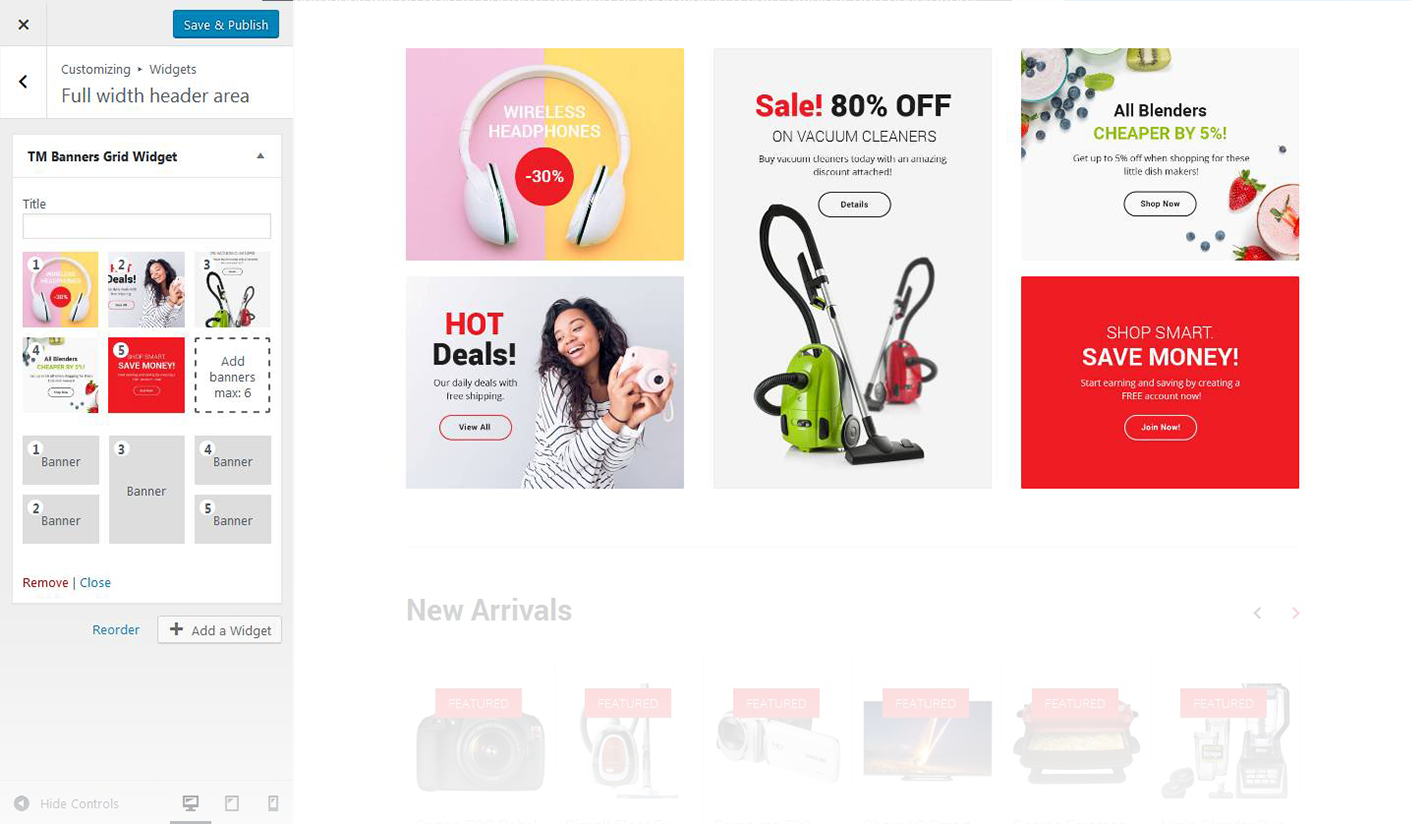 Save & Publish
Customizing ▸ Widgets
Full width header area
TM Banners Grid Widget
Title
1
WIRELESS
HEADPHONES
-30%
2
Deals!
View All
3
4
All Blenders
CHEAPER BY 5%!
Shop Now
5
SHOP SMART.
SAVE MONEY!
Join Now!
Add
banners
max: 6
1
Banner
2
Banner
3
Banner
4
Banner
5
Banner
Remove | Close
Reorder
Add a Widget
Hide Controls
WIRELESS
HEADPHONES
-30%
HOT
Deals!
Our daily deals with
free shipping.
View All
Sale! 80% OFF
ON VACUUM CLEANERS
Buy vacuum cleaners today with an amazing
discount attached!
Details
All Blenders
CHEAPER BY 5%!
Get up to 5% off when shopping for these
little dish makers!
Shop Now
SHOP SMART.
SAVE MONEY!
Start earning and saving by creating a
FREE account now!
Join Now!
New Arrivals
FEATURED
FEATURED
FEATURED
FEATURED
FEATURED
FEATURED